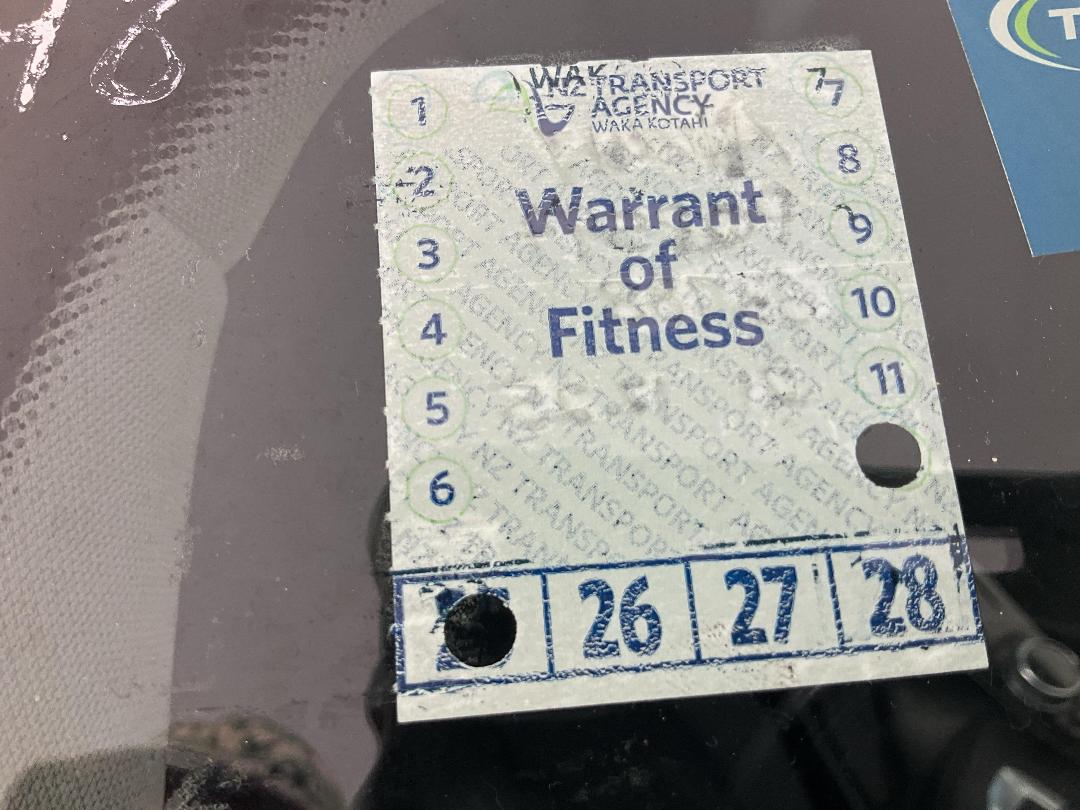 TRANSPORT
AGENCY
WAKA KOTAHI
1
2
3
4
5
6
7
8
9
10
11
Warrant
of
Fitness
26
27
28
T